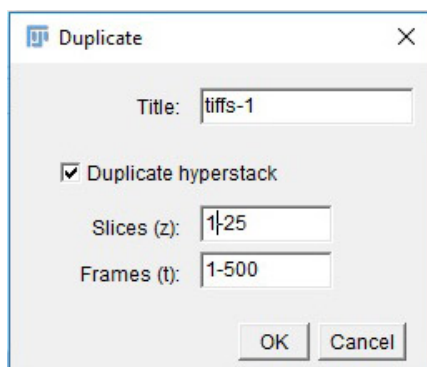 Duplicate
Title: tiffs-1
Duplicate hyperstack
Slices (z): 1-25
Frames (t): 1-500
OK Cancel